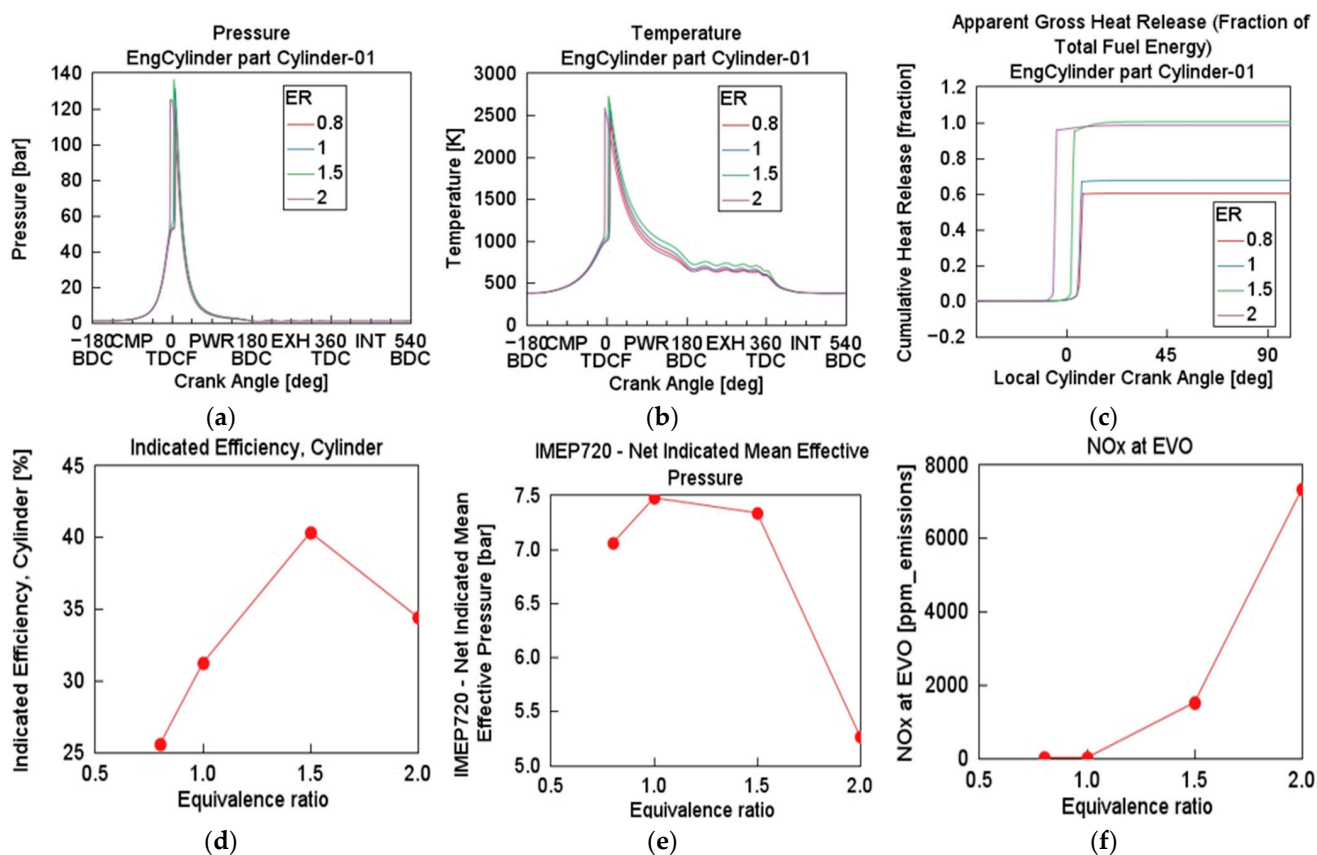 Pressure
EngCylinder part Cylinder-01
Pressure [bar]
140
120
100
80
60
40
20
0
ER
0.8
1
1.5
2
−180 CMP 0 PWR 180 EXH 360 INT 540
BDC TDCF BDC TDC BDC
Crank Angle [deg]
(a)
Temperature
EngCylinder part Cylinder-01
Temperature [K]
3000
2500
2000
1500
1000
500
0
ER
0.8
1
1.5
2
−180 CMP 0 PWR 180 EXH 360 INT 540
BDC TDCF BDC TDC BDC
Crank Angle [deg]
(b)
Apparent Gross Heat Release (Fraction of
Total Fuel Energy)
EngCylinder part Cylinder-01
Cumulative Heat Release [fraction]
1.2
1.0
0.8
0.6
0.4
0.2
0.0
−0.2
ER
0.8
1
1.5
2
0 45 90
Local Cylinder Crank Angle [deg]
(c)
Indicated Efficiency, Cylinder
Indicated Efficiency, Cylinder [%]
45
40
35
30
25
0.5 1.0 1.5 2.0
Equivalence ratio
(d)
IMEP720 - Net Indicated Mean Effective
Pressure
IMEP720 - Net Indicated Mean
Effective Pressure [bar]
7.5
7.0
6.5
6.0
5.5
5.0
0.5 1.0 1.5 2.0
Equivalence ratio
(e)
NOx at EVO
NOx at EVO [ppm_emissions]
8000
6000
4000
2000
0
0.5 1.0 1.5 2.0
Equivalence ratio
(f)